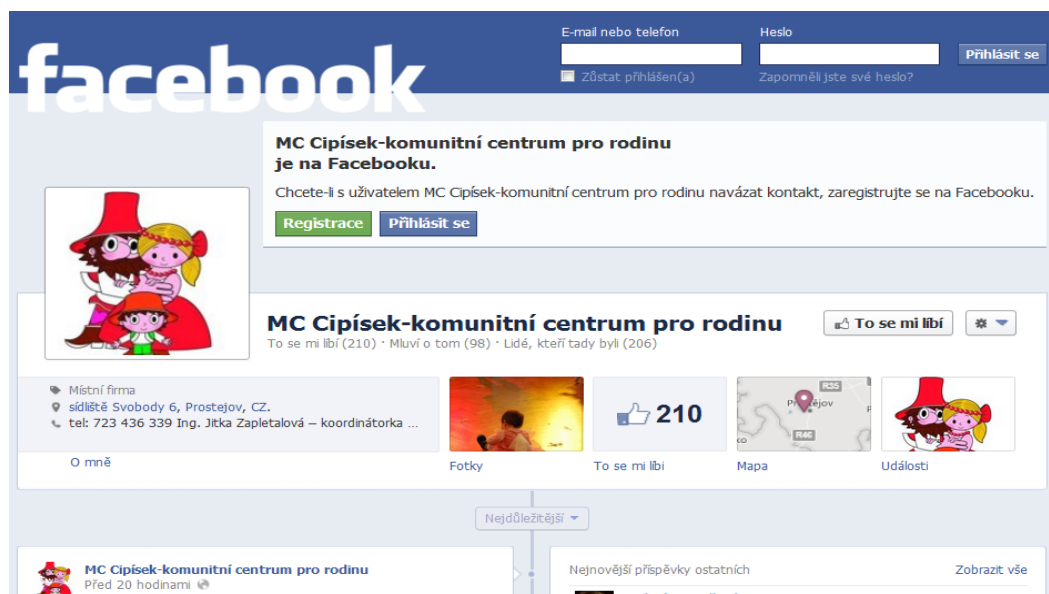 facebook
E-mail nebo telefon
Heslo
Přihlásit se
Zůstat přihlášen(a)
Zapomněli jste své heslo?
MC Cipísek-komunitní centrum pro rodinu
je na Facebooku.
Chcete-li s uživatelem MC Cipísek-komunitní centrum pro rodinu navázat kontakt, zaregistrujte se na Facebooku.
Registrace
Přihlásit se
MC Cipísek-komunitní centrum pro rodinu
To se mi líbí (210) · Mluví o tom (98) · Lidé, kteří tady byli (206)
To se mi líbí
Místní firma
sídliště Svobody 6, Prostejov, CZ.
tel: 723 436 339 Ing. Jitka Zapletalová – koordinátorka ...
O mně
Fotky
210
To se mi líbí
R35
R46
Mapa
Události
Nejdůležitější
MC Cipísek-komunitní centrum pro rodinu
Před 20 hodinami
Nejnovější příspěvky ostatních
Zobrazit vše